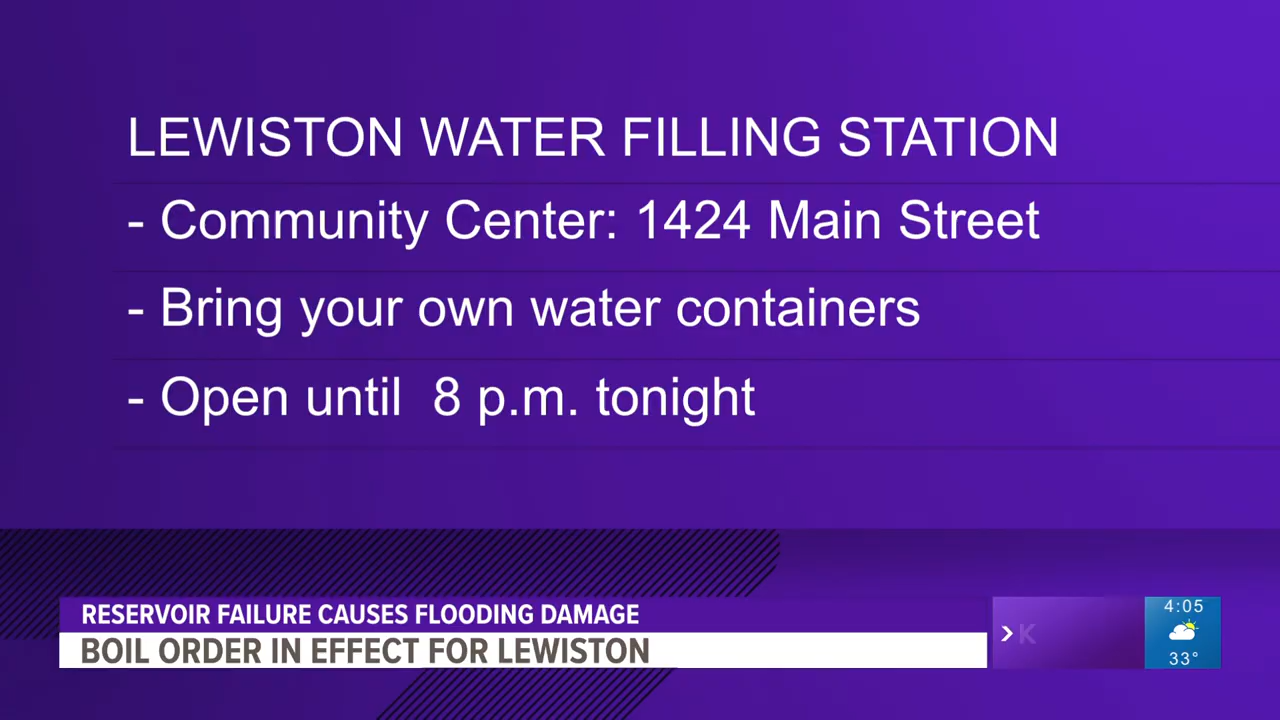 LEWISTON WATER FILLING STATION
- Community Center: 1424 Main Street
- Bring your own water containers
- Open until 8 p.m. tonight
RESERVOIR FAILURE CAUSES FLOODING DAMAGE
BOIL ORDER IN EFFECT FOR LEWISTON
> K
4:05
33°